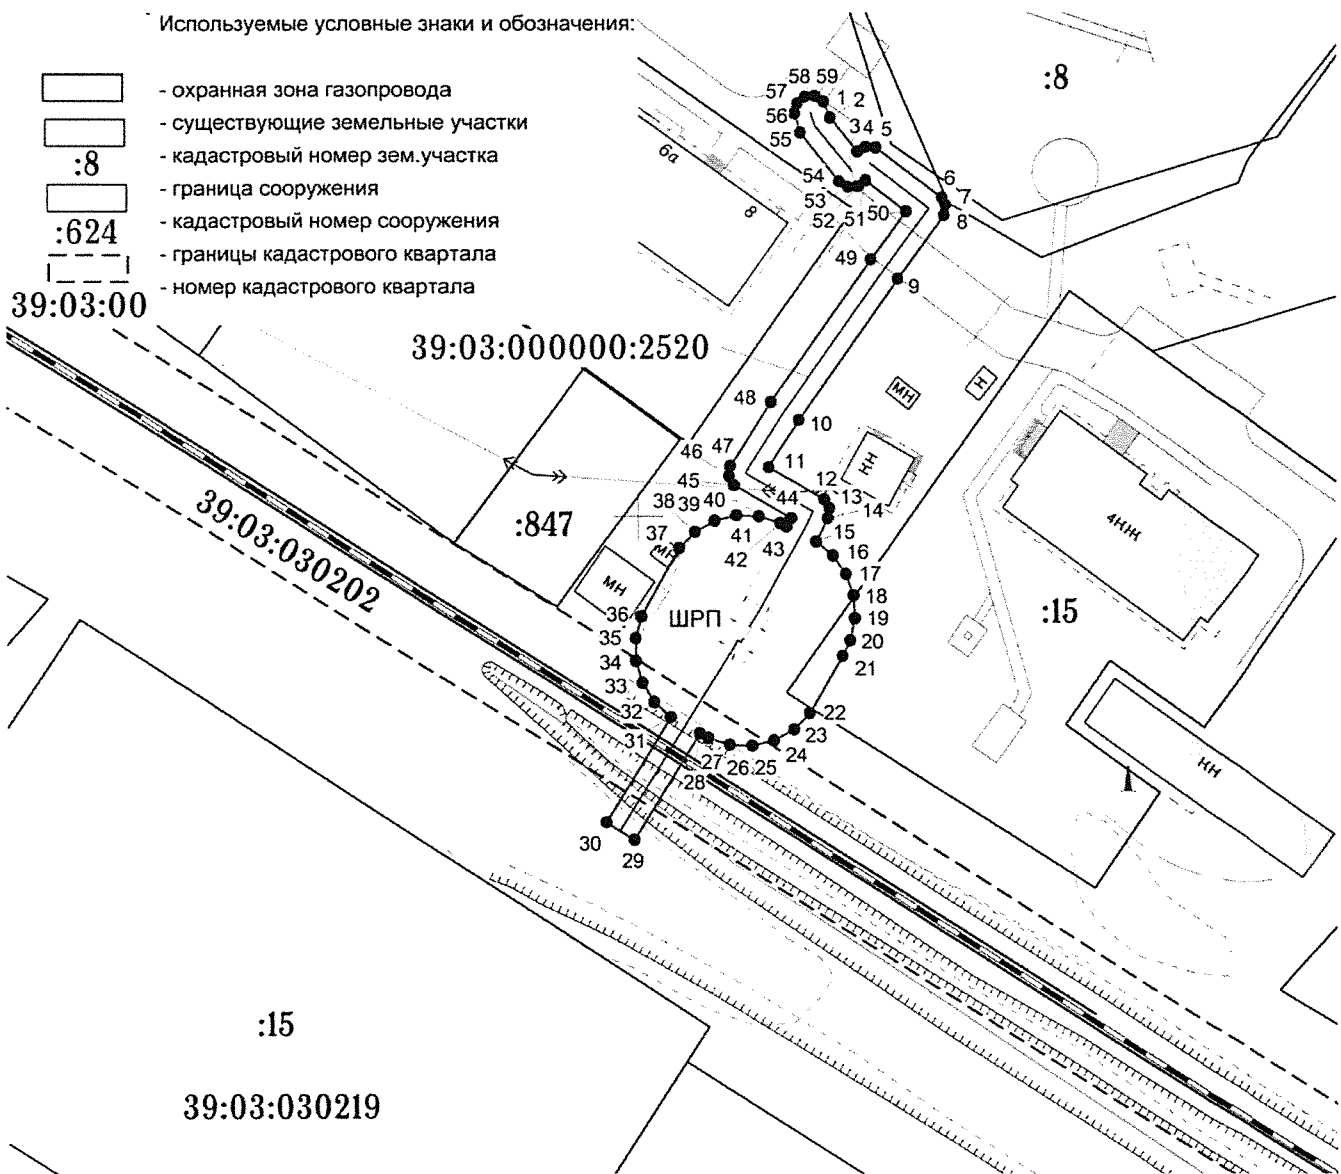 Используемые условные знаки и обозначения:
- охранная зона газопровода
- существующие земельные участки
:8 - кадастровый номер зем.участка
- граница сооружения
:624 - кадастровый номер сооружения
- границы кадастрового квартала
39:03:00 - номер кадастрового квартала
39:03:000000:2520
:8
58 59
57 1 2
56 3 4 5
55
54 6
53 7
52 51 50 8
49
9
6а
8
48
10
47
46 11
45 12
38 39 40 44 13
14
37 41 15
42 43
16
17
36 18
35 19
34 20
33 21
32 22
31 23
27 26 25 24
28
30
29
МН
Н
НН
4НЖ
:847
МН
МН
ШРП
:15
НН
39:03:030202
:15
39:03:030219